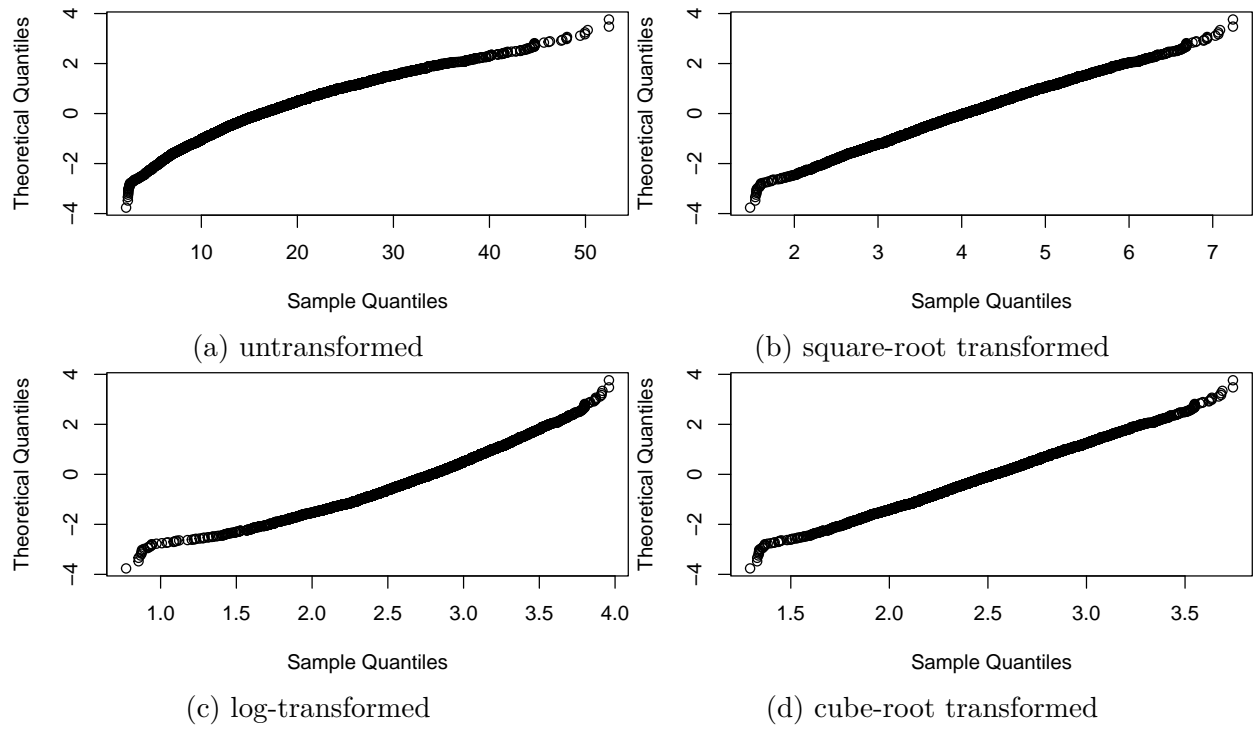 4
2
0
−2
−4
Theoretical Quantiles
10 20 30 40 50
Sample Quantiles
(a) untransformed
4
2
0
−2
−4
Theoretical Quantiles
2 3 4 5 6 7
Sample Quantiles
(b) square-root transformed
4
2
0
−2
−4
Theoretical Quantiles
1.0 1.5 2.0 2.5 3.0 3.5 4.0
Sample Quantiles
(c) log-transformed
4
2
0
−2
−4
Theoretical Quantiles
1.5 2.0 2.5 3.0 3.5
Sample Quantiles
(d) cube-root transformed